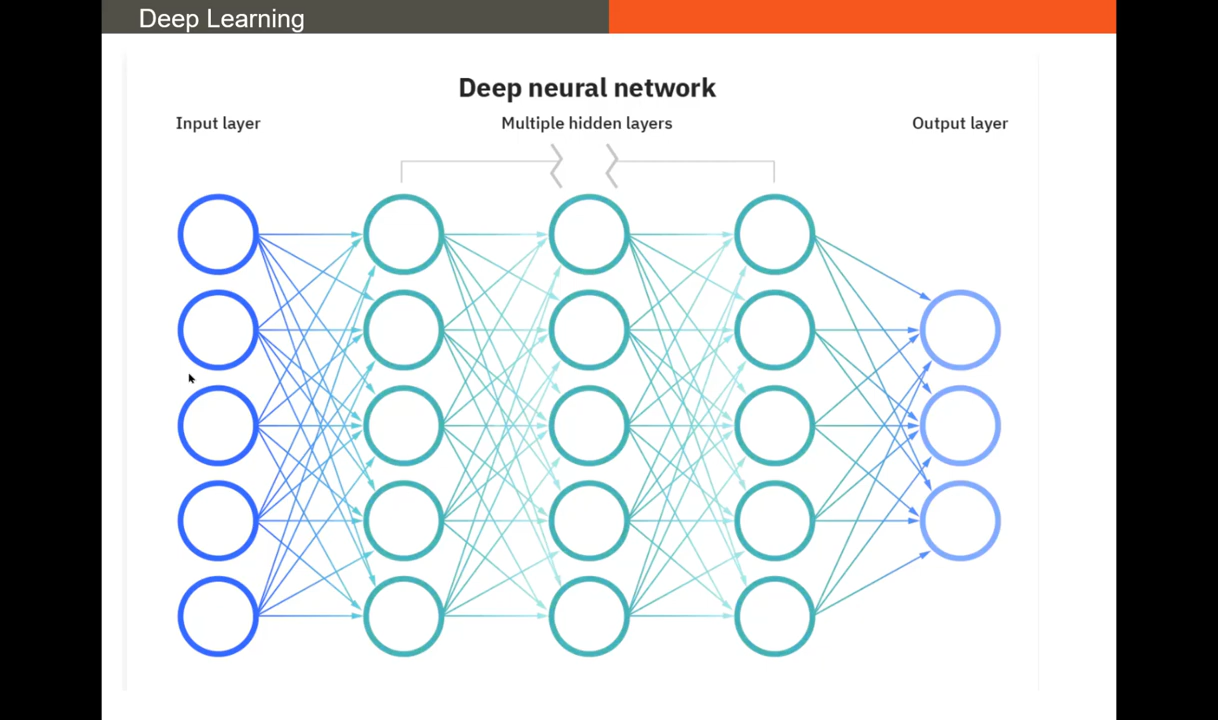 Deep Learning
Deep neural network
Input layer
Multiple hidden layers
Output layer